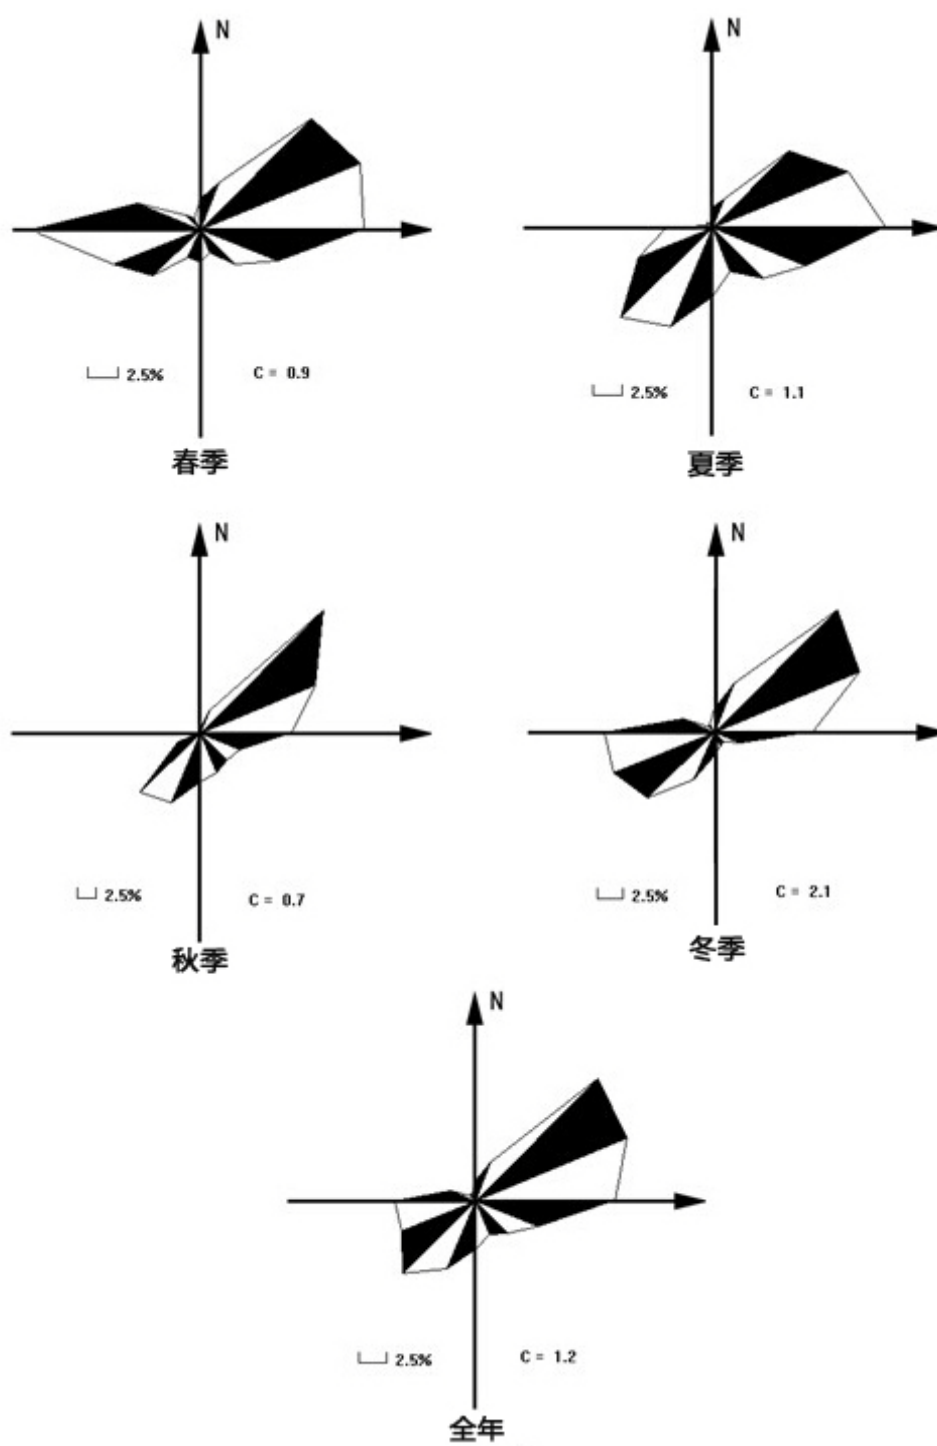 N
N
2.5% C = 0.9
2.5% C = 1.1
春季
夏季
N
N
2.5% C = 0.7
2.5% C = 2.1
秋季
冬季
N
2.5% C = 1.2
全年